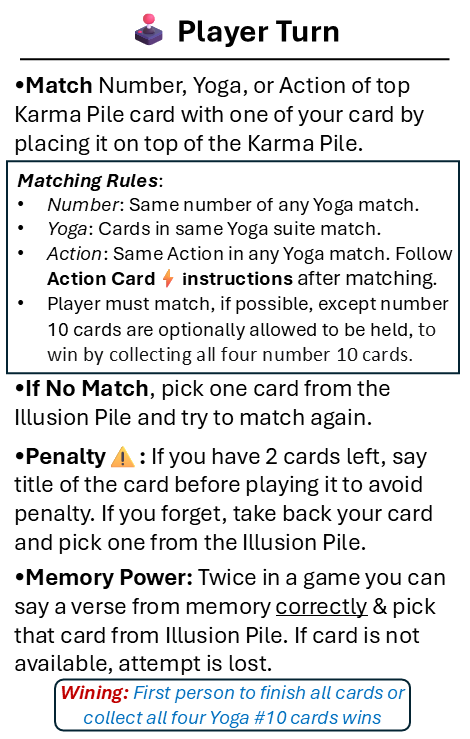 🕹️ Player Turn
•Match Number, Yoga, or Action of top
Karma Pile card with one of your card by
placing it on top of the Karma Pile.
Matching Rules:
• Number: Same number of any Yoga match.
• Yoga: Cards in same Yoga suite match.
• Action: Same Action in any Yoga match. Follow
Action Card ⚡ instructions after matching.
• Player must match, if possible, except number
10 cards are optionally allowed to be held, to
win by collecting all four number 10 cards.
•If No Match, pick one card from the
Illusion Pile and try to match again.
•Penalty ⚠️ : If you have 2 cards left, say
title of the card before playing it to avoid
penalty. If you forget, take back your card
and pick one from the Illusion Pile.
•Memory Power: Twice in a game you can
say a verse from memory correctly & pick
that card from Illusion Pile. If card is not
available, attempt is lost.
Wining: First person to finish all cards or
collect all four Yoga #10 cards wins